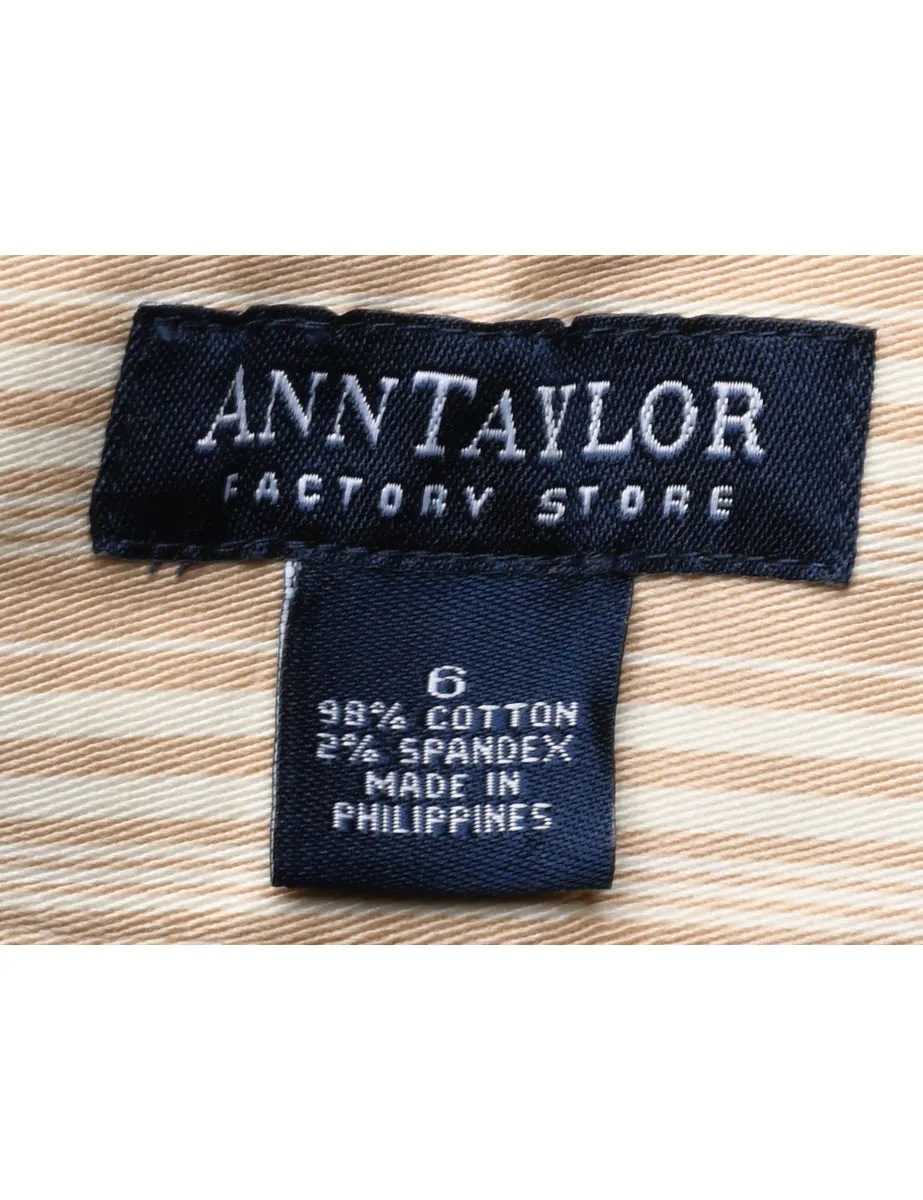 ANNTAYLOR
FACTORY STORE
6
98% COTTON
2% SPANDEX
MADE IN
PHILIPPINES